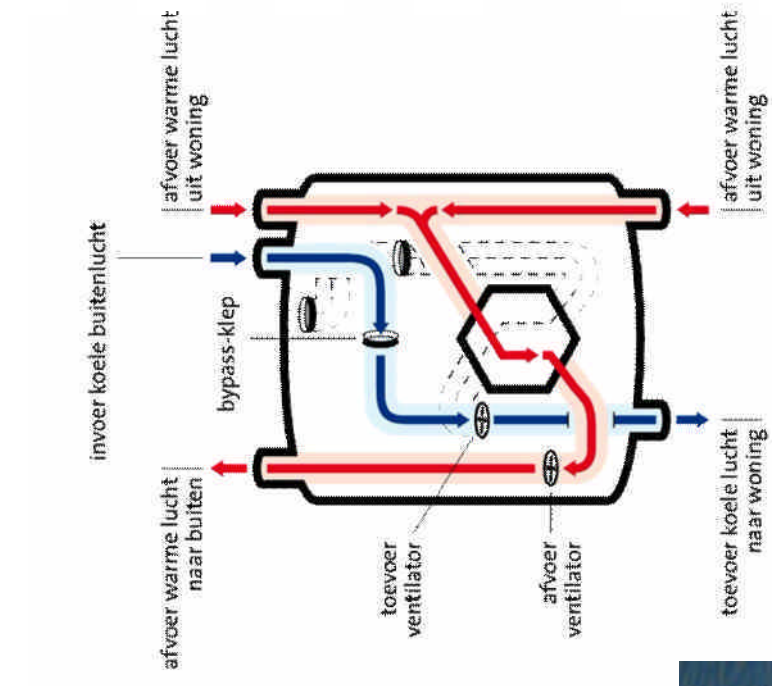 afvoer warme lucht
uit woning
afvoer warme lucht
uit woning
invoer koele buitenlucht
bypass-klep
afvoer warme lucht
naar buiten
toevoer
ventilator
afvoer
ventilator
toevoer koele lucht
naar woning